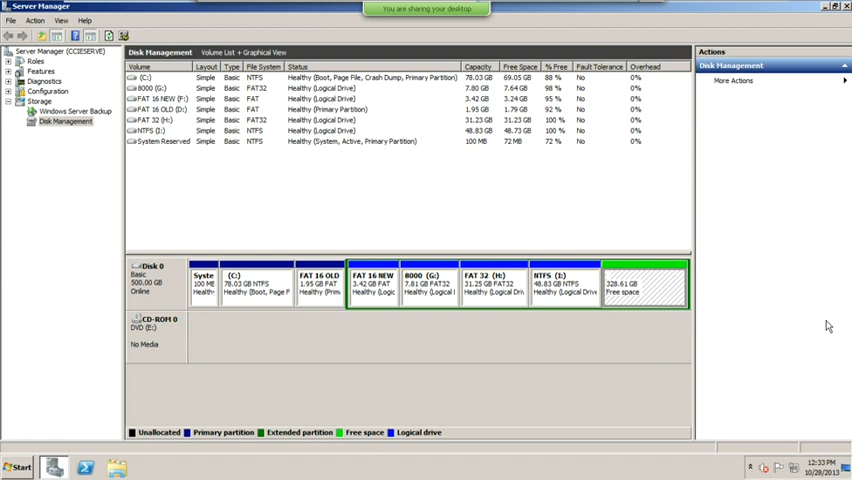 Server Manager
You are sharing your desktop
File Action View Help
Server Manager (CCIESERVE)
Roles
Features
Diagnostics
Configuration
Storage
Windows Server Backup
Disk Management
Disk Management Volume List + Graphical View
Volume Layout Type File System Status Capacity Free Space % Free Fault Tolerance Overhead
(C:) Simple Basic NTFS Healthy (Boot, Page File, Crash Dump, Primary Partition) 78.03 GB 69.05 GB 88 % No 0%
8000 (G:) Simple Basic FAT32 Healthy (Logical Drive) 7.80 GB 7.64 GB 98 % No 0%
FAT 16 NEW (F:) Simple Basic FAT Healthy (Logical Drive) 3.42 GB 3.24 GB 95 % No 0%
FAT 16 OLD (D:) Simple Basic FAT Healthy (Primary Partition) 1.95 GB 1.79 GB 92 % No 0%
FAT 32 (H:) Simple Basic FAT32 Healthy (Logical Drive) 31.23 GB 31.23 GB 100 % No 0%
NTFS (I:) Simple Basic NTFS Healthy (Logical Drive) 48.83 GB 48.73 GB 100 % No 0%
System Reserved Simple Basic NTFS Healthy (System, Active, Primary Partition) 100 MB 72 MB 72 % No 0%
Actions
Disk Management
More Actions
Disk 0
Basic
500.00 GB
Online
Syste
100 ME
Healthy
(C:)
78.03 GB NTFS
Healthy (Boot, Page F
FAT 16 OLD
1.95 GB FAT
Healthy (Prim
FAT 16 NEW
3.42 GB FAT
Healthy (Logic
8000 (G:)
7.81 GB FAT32
Healthy (Logical I
FAT 32 (H:)
31.25 GB FAT32
Healthy (Logical Driv
NTFS (I:)
48.83 GB NTFS
Healthy (Logical Drive
328.61 GB
Free space
CD-ROM 0
DVD (E:)
No Media
Unallocated Primary partition Extended partition Free space Logical drive
Start
12:33 PM
10/28/2013